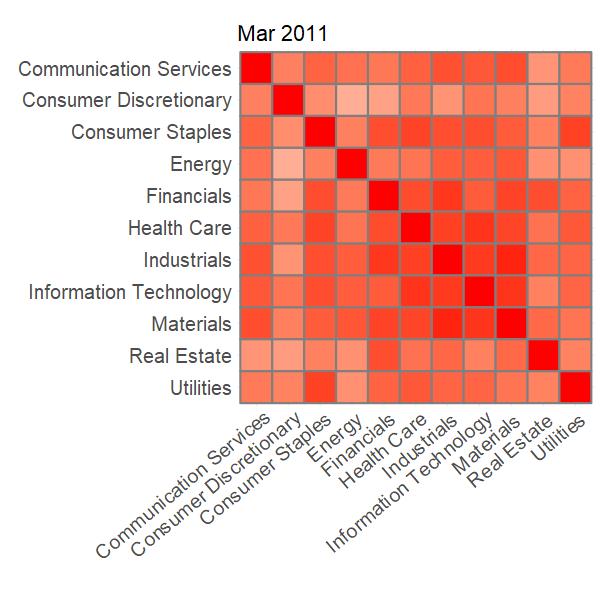 Mar 2011
Communication Services
Consumer Discretionary
Consumer Staples
Energy
Financials
Health Care
Industrials
Information Technology
Materials
Real Estate
Utilities
Communication Services
Consumer Discretionary
Consumer Staples
Energy
Financials
Health Care
Industrials
Information Technology
Materials
Real Estate
Utilities